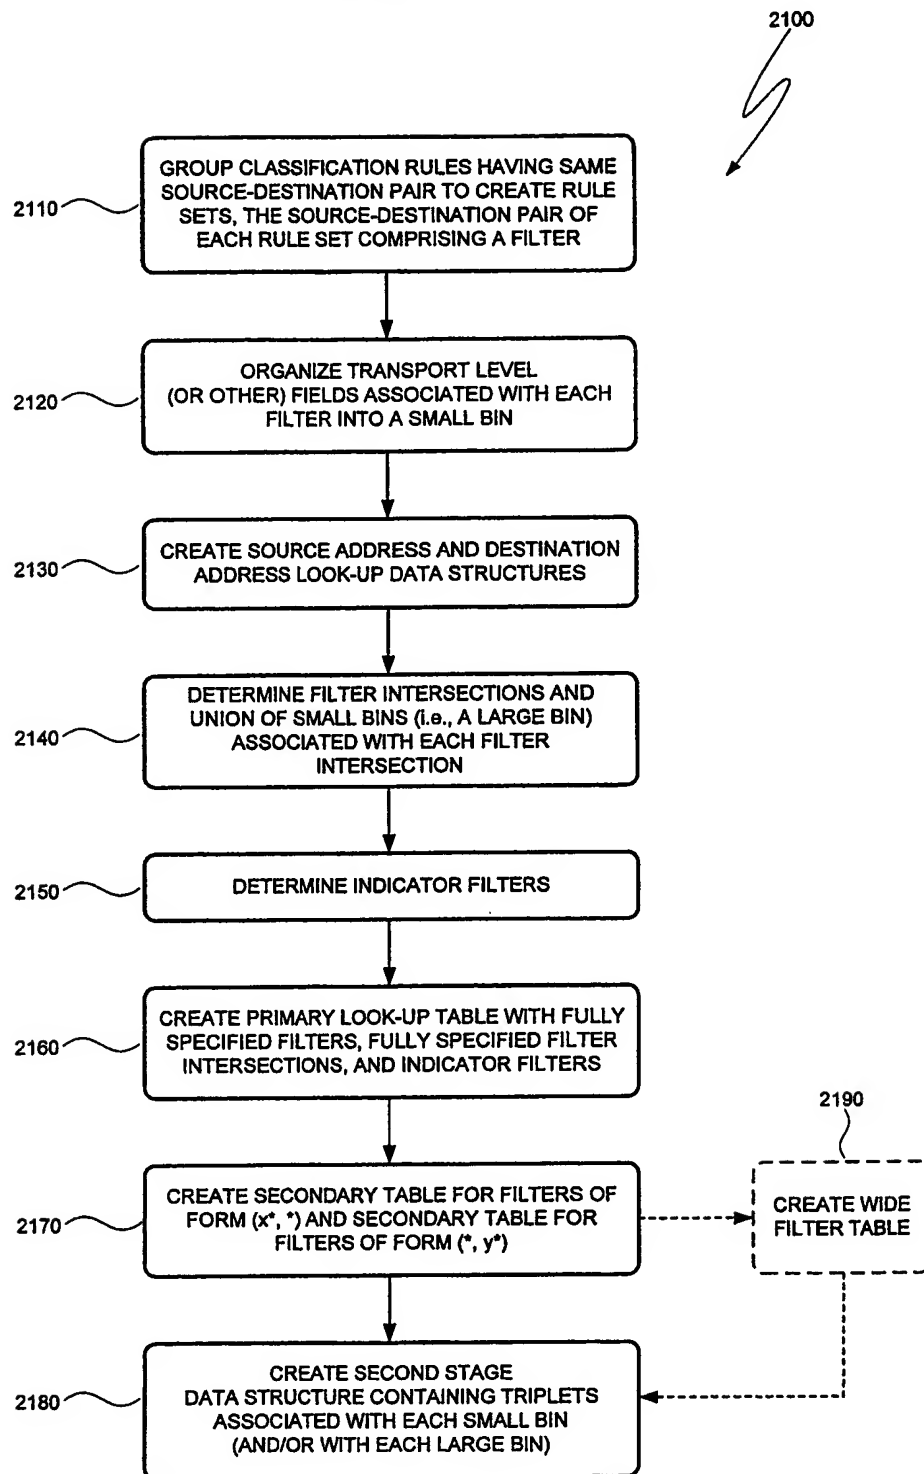 2100
GROUP CLASSIFICATION RULES HAVING SAME
SOURCE-DESTINATION PAIR TO CREATE RULE
SETS, THE SOURCE-DESTINATION PAIR OF
EACH RULE SET COMPRISING A FILTER
2110
ORGANIZE TRANSPORT LEVEL
(OR OTHER) FIELDS ASSOCIATED WITH EACH
FILTER INTO A SMALL BIN
2120
CREATE SOURCE ADDRESS AND DESTINATION
ADDRESS LOOK-UP DATA STRUCTURES
2130
DETERMINE FILTER INTERSECTIONS AND
UNION OF SMALL BINS (i.e., A LARGE BIN)
ASSOCIATED WITH EACH FILTER
INTERSECTION
2140
DETERMINE INDICATOR FILTERS
2150
CREATE PRIMARY LOOK-UP TABLE WITH FULLY
SPECIFIED FILTERS, FULLY SPECIFIED FILTER
INTERSECTIONS, AND INDICATOR FILTERS
2160
CREATE SECONDARY TABLE FOR FILTERS OF
FORM (x*, *) AND SECONDARY TABLE FOR
FILTERS OF FORM (*, y*)
2170
2190
CREATE WIDE
FILTER TABLE
CREATE SECOND STAGE
DATA STRUCTURE CONTAINING TRIPLETS
ASSOCIATED WITH EACH SMALL BIN
(AND/OR WITH EACH LARGE BIN)
2180